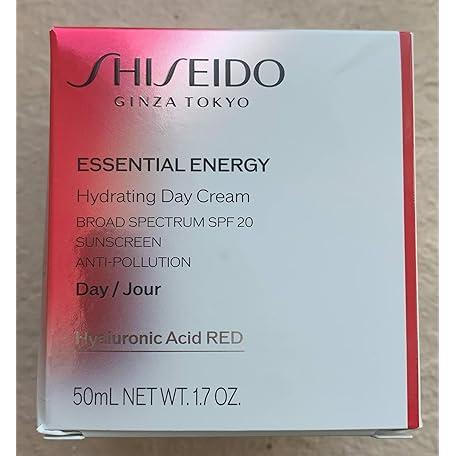 SHISEIDO
GINZA TOKYO
ESSENTIAL ENERGY
Hydrating Day Cream
BROAD SPECTRUM SPF 20
SUNSCREEN
ANTI-POLLUTION
Day / Jour
Hyaluronic Acid RED
50mL NET WT. 1.7 OZ.